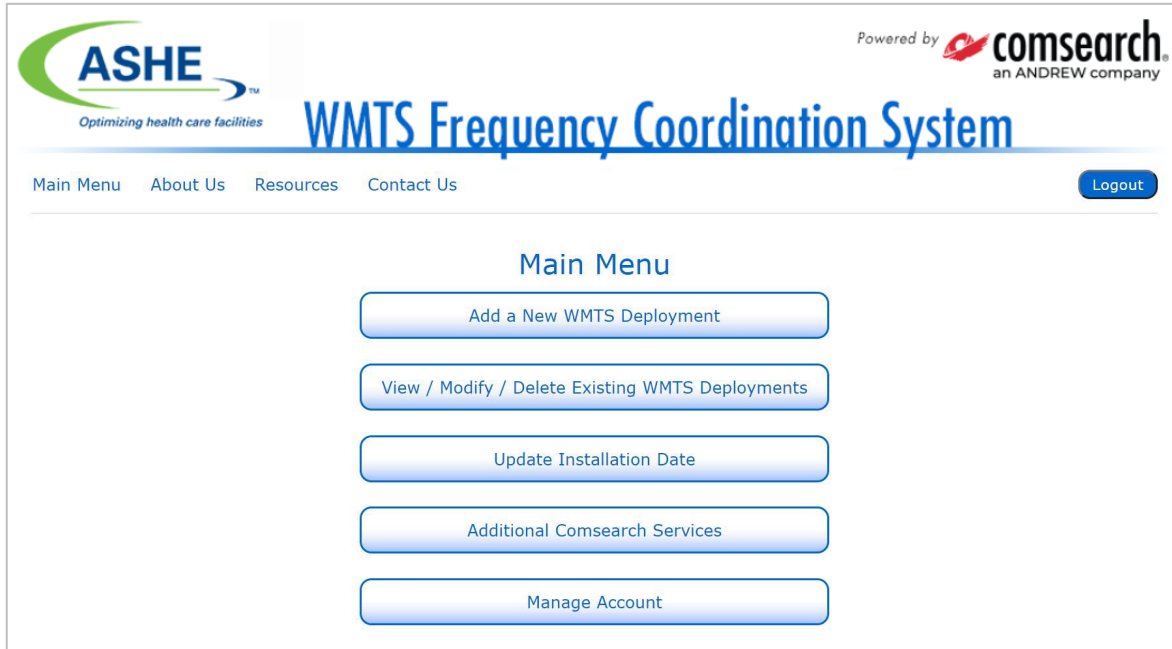 ASHE
TM
Optimizing health care facilities
Powered by comsearch.
an ANDREW company
WMTS Frequency Coordination System
Main Menu About Us Resources Contact Us Logout
Main Menu
Add a New WMTS Deployment
View / Modify / Delete Existing WMTS Deployments
Update Installation Date
Additional Comsearch Services
Manage Account